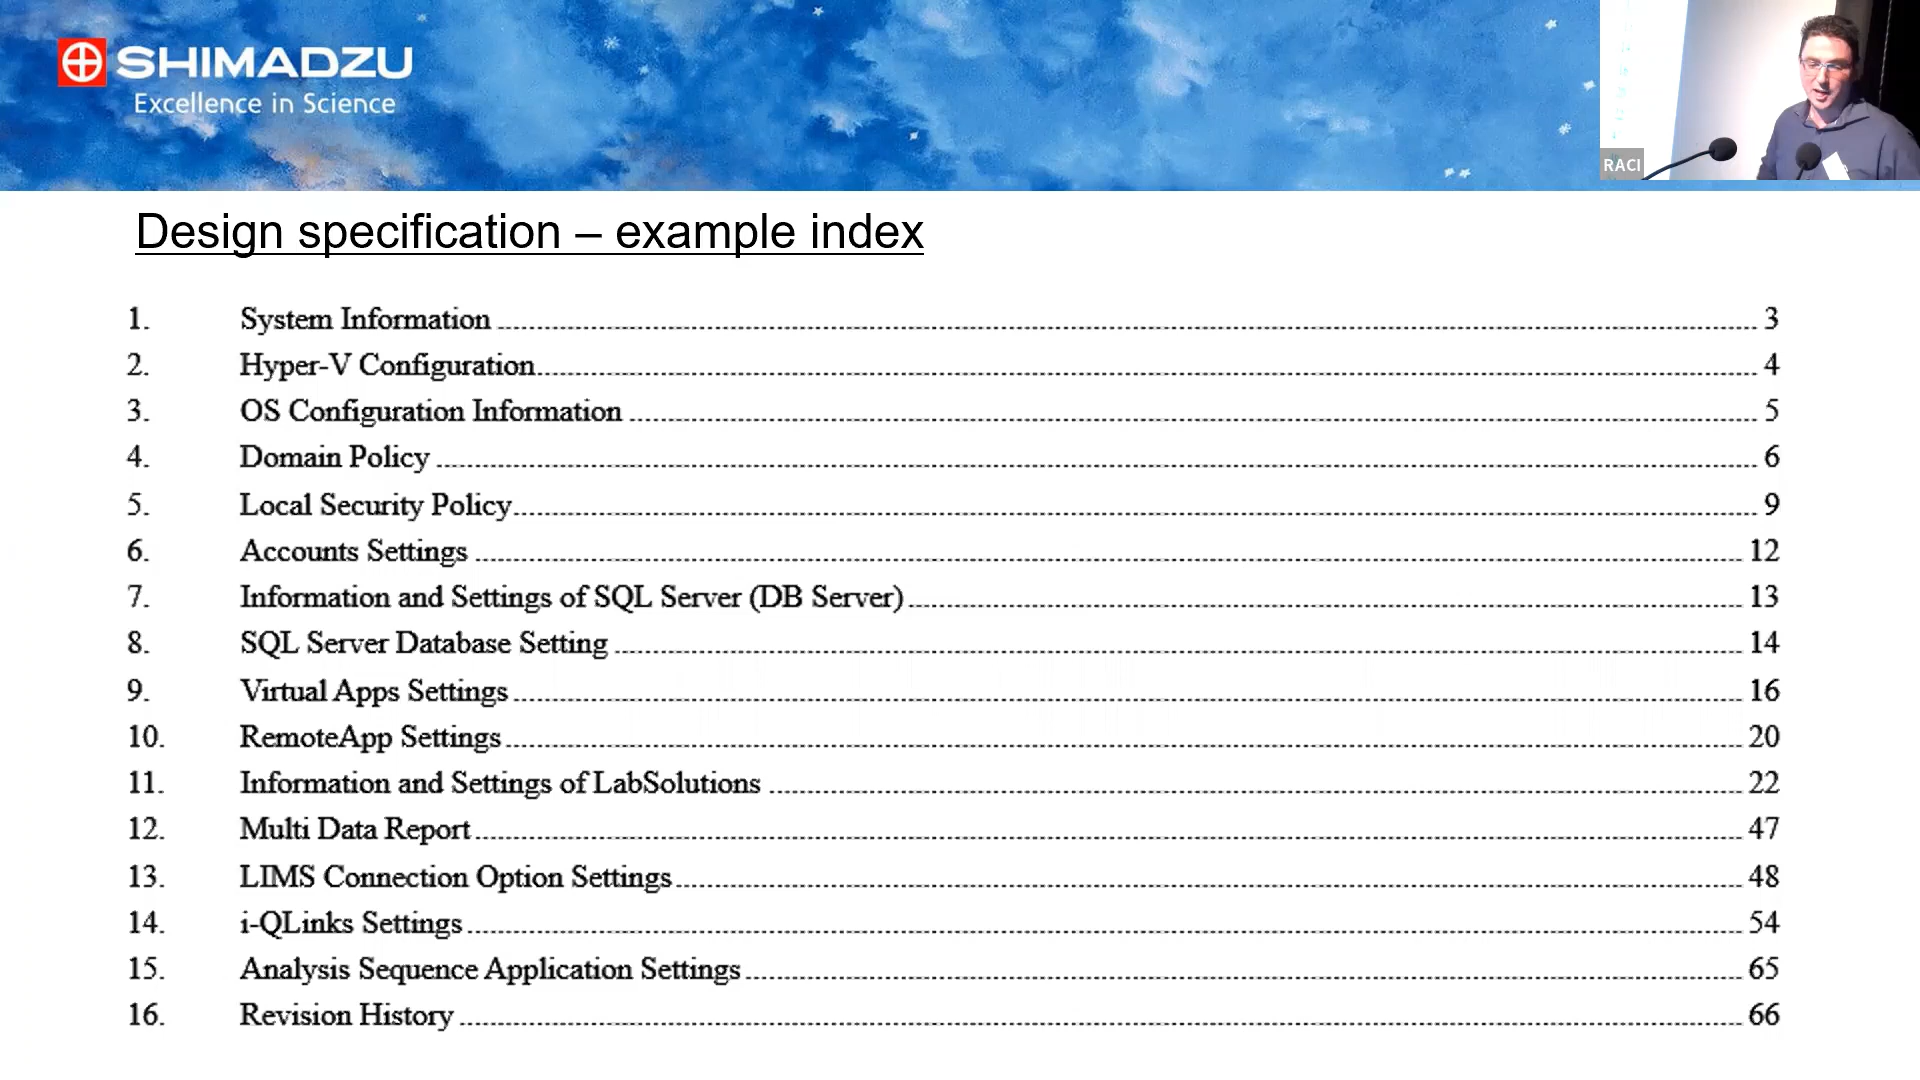 SHIMADZU
Excellence in Science
RACI
Design specification – example index
1. System Information 3
2. Hyper-V Configuration 4
3. OS Configuration Information 5
4. Domain Policy 6
5. Local Security Policy 9
6. Accounts Settings 12
7. Information and Settings of SQL Server (DB Server) 13
8. SQL Server Database Setting 14
9. Virtual Apps Settings 16
10. RemoteApp Settings 20
11. Information and Settings of LabSolutions 22
12. Multi Data Report 47
13. LIMS Connection Option Settings 48
14. i-QLinks Settings 54
15. Analysis Sequence Application Settings 65
16. Revision History 66